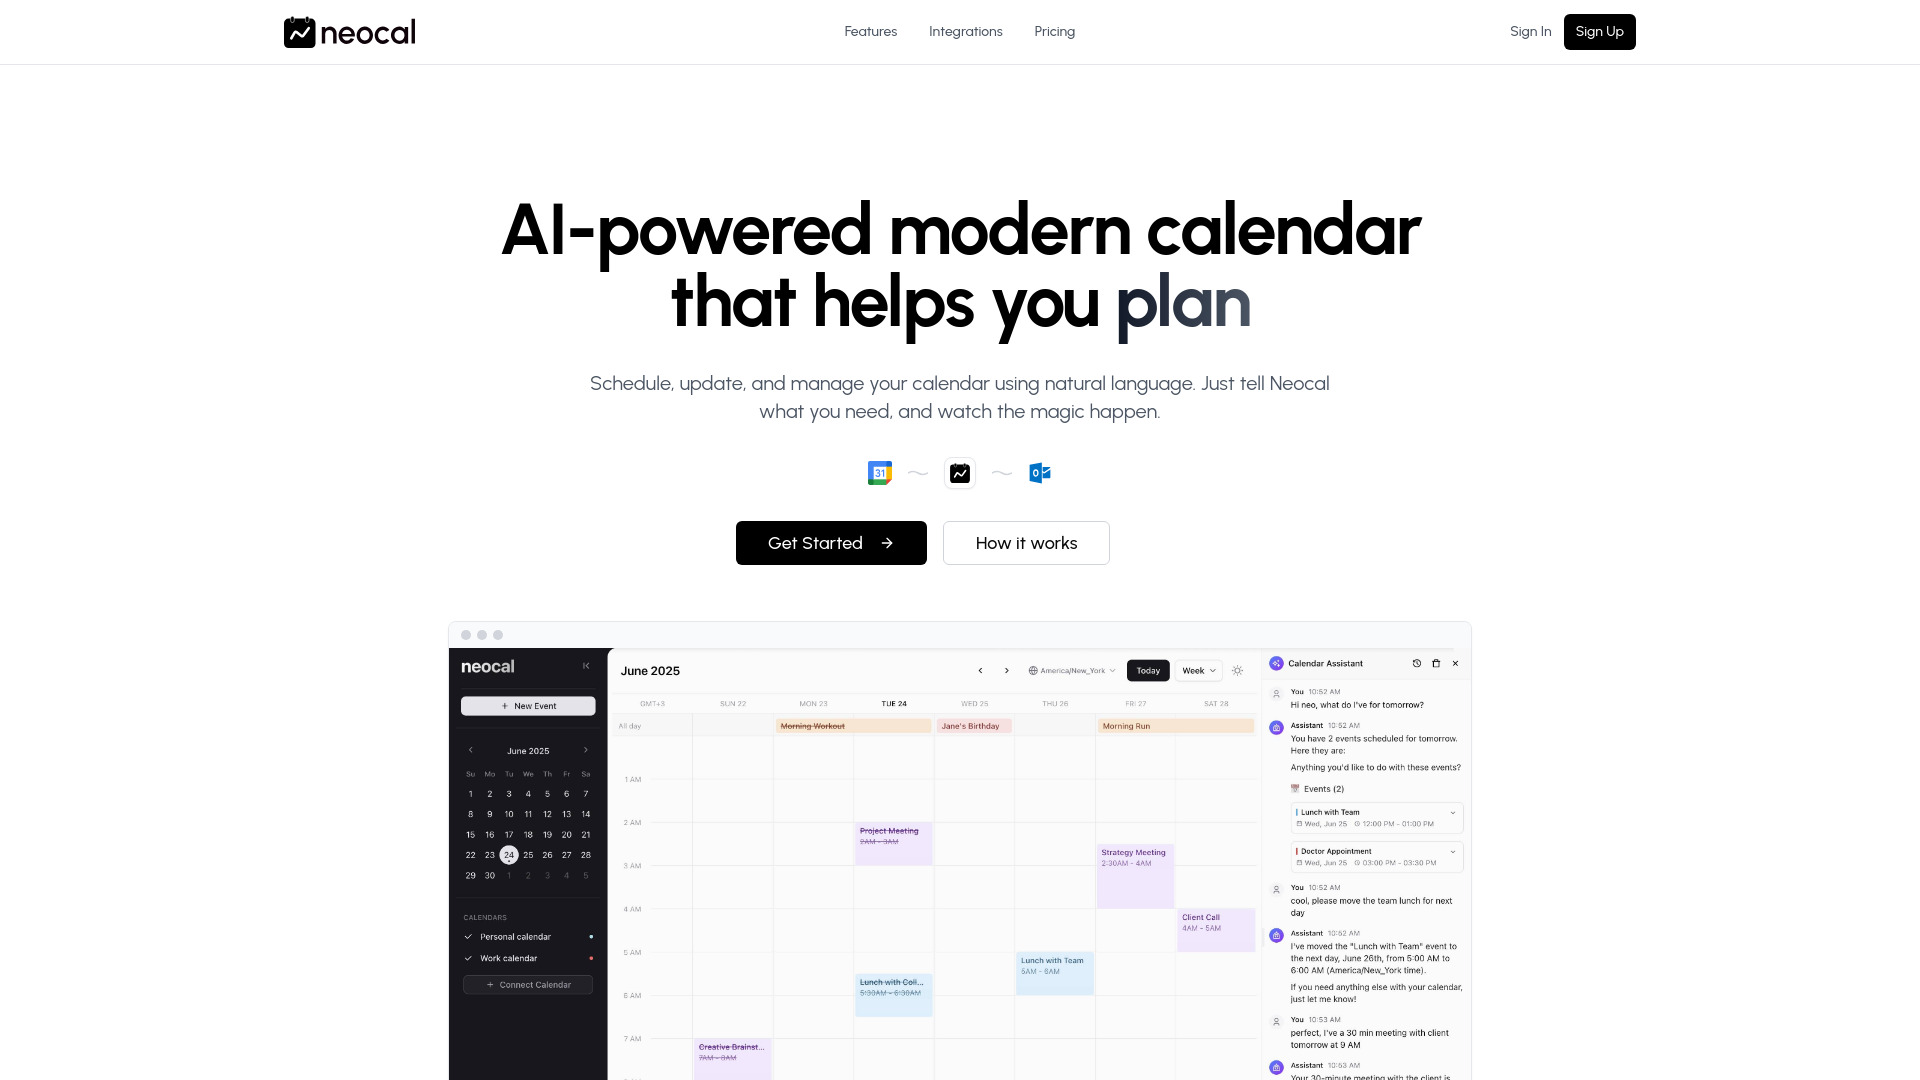 neocal
Features
Integrations
Pricing
Sign In
Sign Up
AI-powered modern calendar
that helps you plan
Schedule, update, and manage your calendar using natural language. Just tell Neocal
what you need, and watch the magic happen.
31
Get Started →
How it works
neocal
+ New Event
June 2025
Su Mo Tu We Th Fr Sa
1 2 3 4 5 6 7
8 9 10 11 12 13 14
15 16 17 18 19 20 21
22 23 24 25 26 27 28
29 30 1 2 3 4 5
CALENDARS
Personal calendar
Work calendar
+ Connect Calendar
June 2025
America/New_York
Today
Week
GMT+3 SUN 22 MON 23 TUE 24 WED 25 THU 26 FRI 27 SAT 28
All day
Morning Workout
Jane's Birthday
Morning Run
1 AM
2 AM
3 AM
4 AM
5 AM
6 AM
7 AM
Project Meeting
2AM - 3AM
Strategy Meeting
2:30AM - 4AM
Client Call
4AM - 5AM
Lunch with Team
5AM - 6AM
Lunch with Coll...
5:30AM - 6:30AM
Creative Brainst...
7AM - 8AM
Calendar Assistant
You 10:52 AM
Hi neo, what do I've for tomorrow?
Assistant 10:52 AM
You have 2 events scheduled for tomorrow.
Here they are:
Anything you'd like to do with these events?
Events (2)
Lunch with Team
Wed, Jun 25 12:00 PM - 01:00 PM
Doctor Appointment
Wed, Jun 25 03:00 PM - 03:30 PM
You 10:52 AM
cool, please move the team lunch for next
day
Assistant 10:52 AM
I've moved the "Lunch with Team" event to
the next day, June 26th, from 5:00 AM to
6:00 AM (America/New_York time).
If you need anything else with your calendar,
just let me know!
You 10:53 AM
perfect, I've a 30 min meeting with client
tomorrow at 9 AM
Assistant 10:53 AM
Your 30-minute meeting with the client is